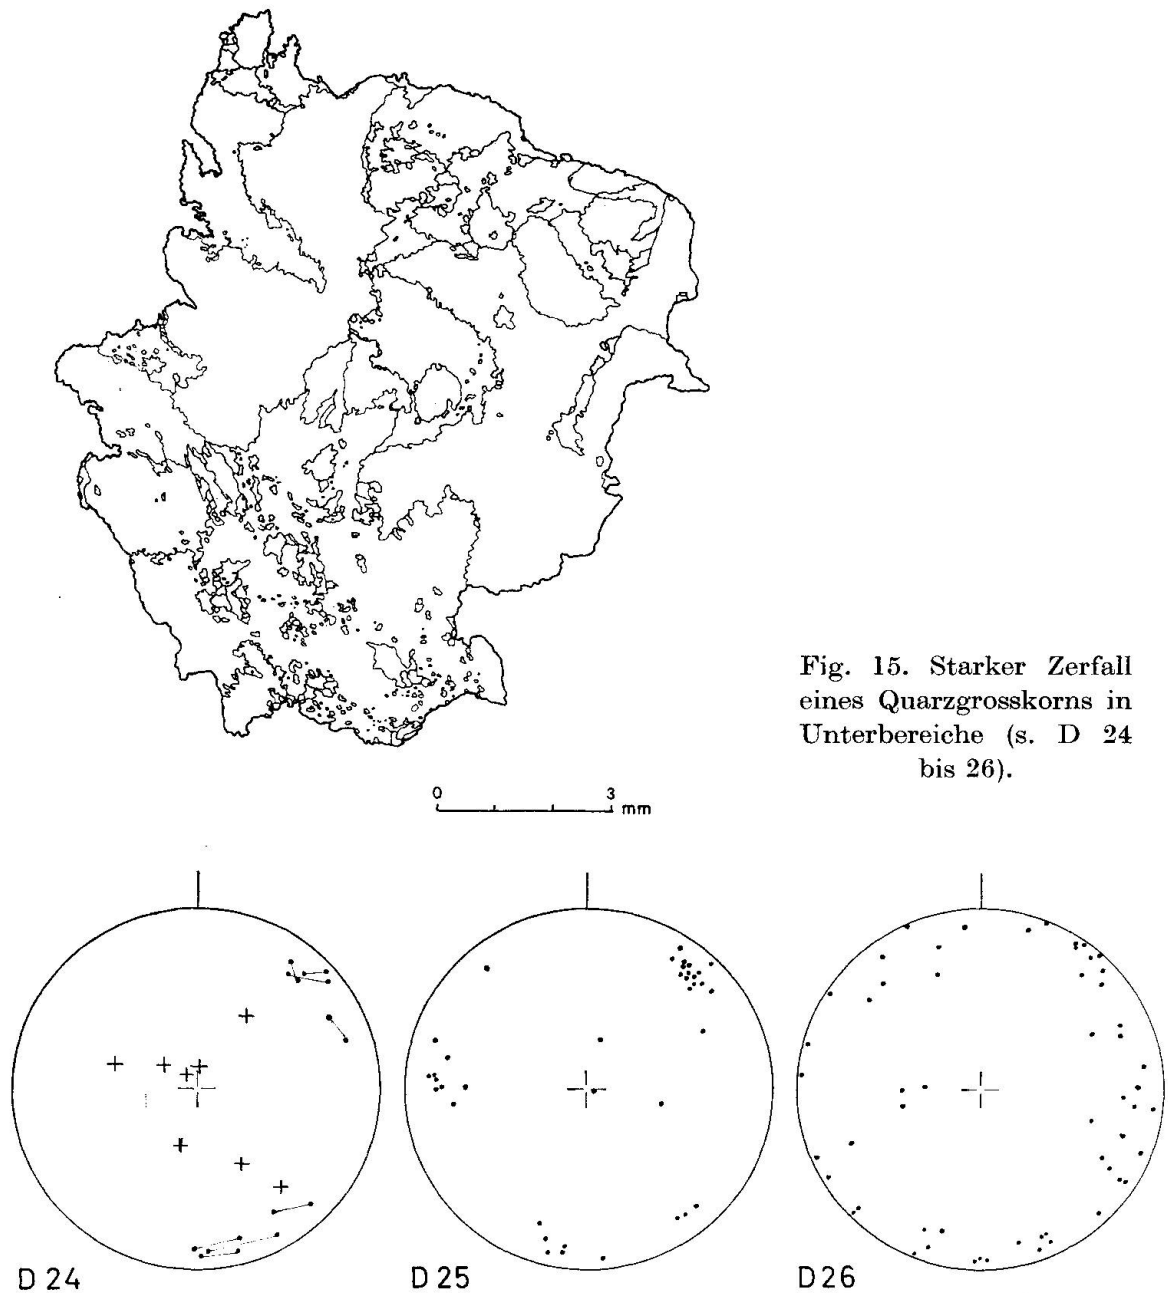 Fig. 15. Starker Zerfall
eines Quarzgrosskorns in
Unterbereiche (s. D 24
bis 26).
0 3 mm
D 24 D 25 D 26